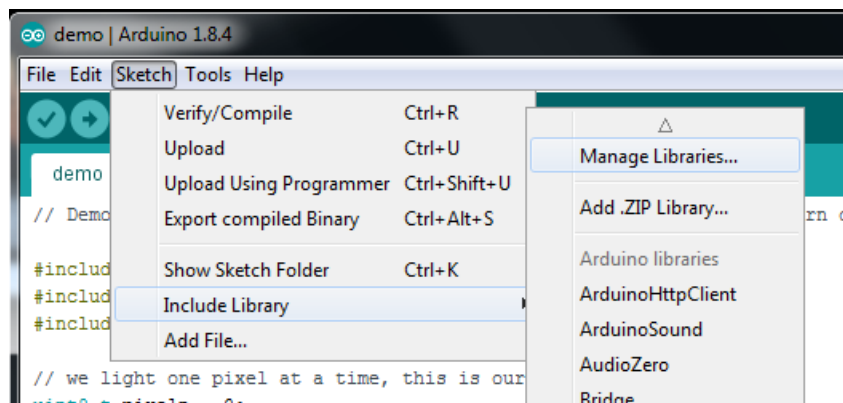 demo | Arduino 1.8.4
File Edit Sketch Tools Help
demo
Verify/Compile Ctrl+R
Upload Ctrl+U
Upload Using Programmer Ctrl+Shift+U
Export compiled Binary Ctrl+Alt+S
Show Sketch Folder Ctrl+K
Include Library
Add File...
Manage Libraries...
Add .ZIP Library...
Arduino libraries
ArduinoHttpClient
ArduinoSound
AudioZero
Bridge
// Demo
#includ
#includ
#includ
// we light one pixel at a time, this is our